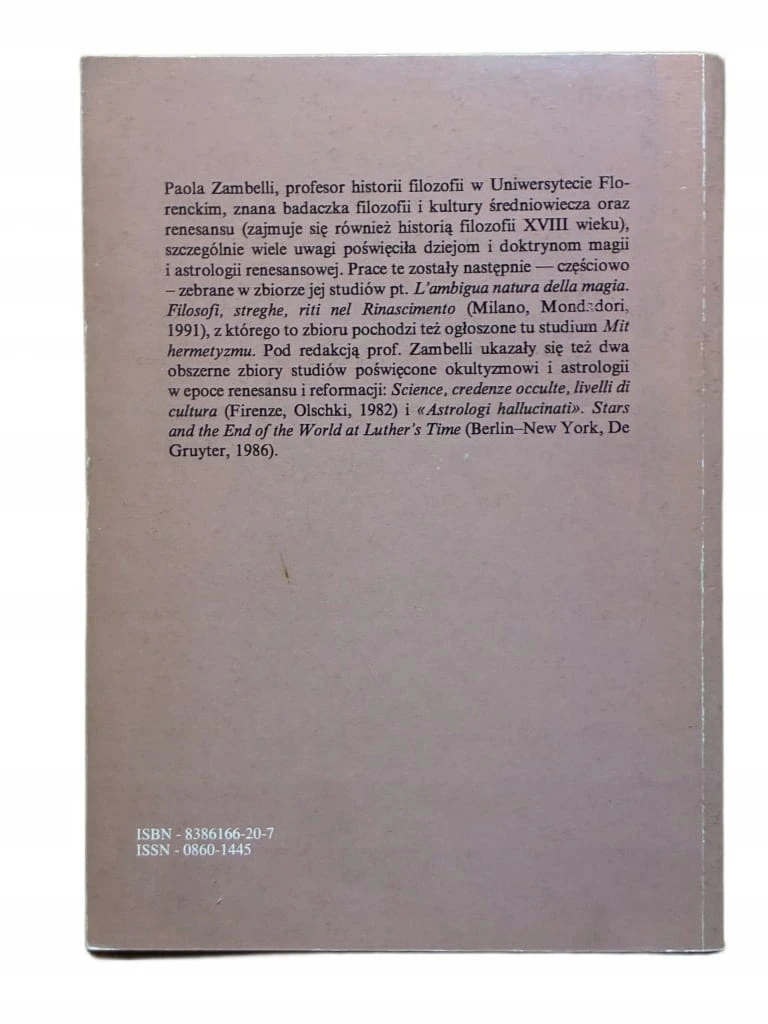 Paola Zambelli, profesor historii filozofii w Uniwersytecie Flo-
renckim, znana badaczka filozofii i kultury średniowiecza oraz
renesansu (zajmuje się również historią filozofii XVIII wieku),
szczególnie wiele uwagi poświęciła dziejom i doktrynom magii
i astrologii renesansowej. Prace te zostały następnie — częściowo
– zebrane w zbiorze jej studiów pt. L'ambigua natura della magia.
Filosofi, streghe, riti nel Rinascimento (Milano, Mondadori,
1991), z którego to zbioru pochodzi też ogłoszone tu studium Mit
hermetyzmu. Pod redakcją prof. Zambelli ukazały się też dwa
obszerne zbiory studiów poświęcone okultyzmowi i astrologii
w epoce renesansu i reformacji: Science, credenze occulte, livelli di
cultura (Firenze, Olschki, 1982) i «Astrologi hallucinati». Stars
and the End of the World at Luther's Time (Berlin–New York, De
Gruyter, 1986).
ISBN - 8386166-20-7
ISSN - 0860-1445